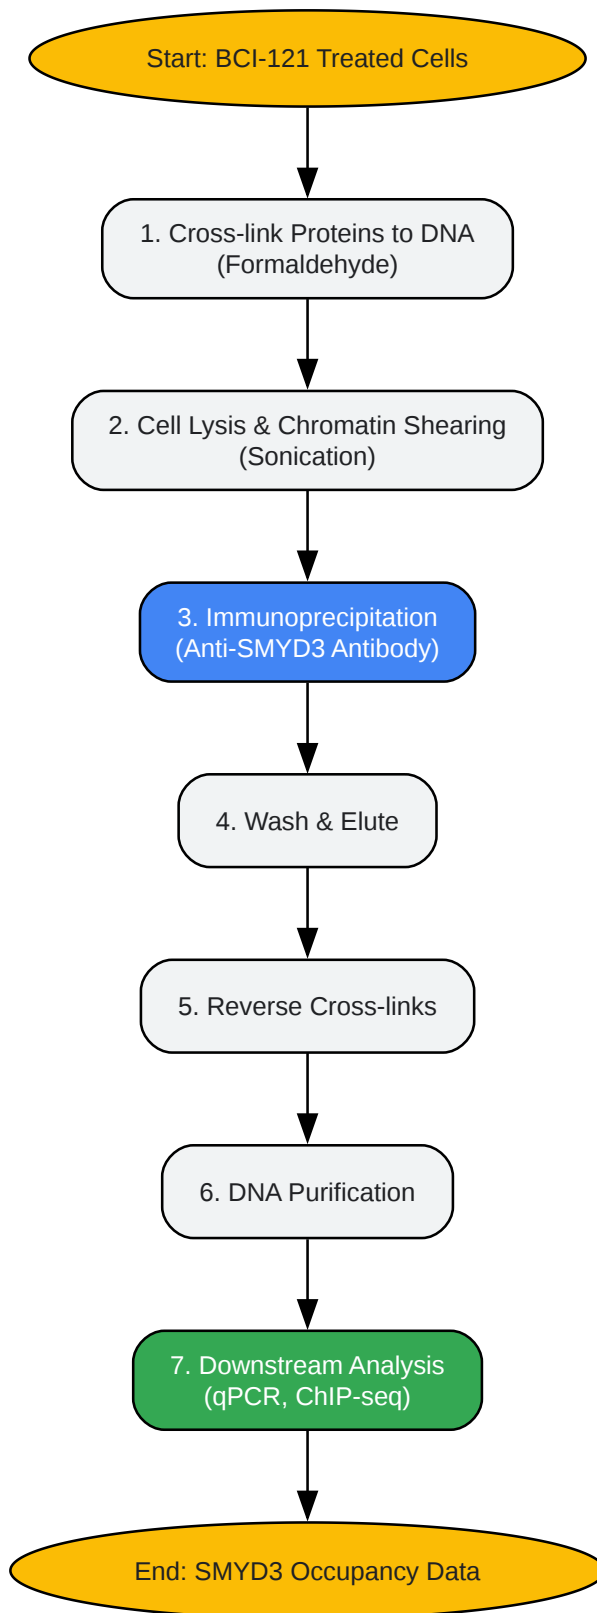 Start: BCI-121 Treated Cells
1. Cross-link Proteins to DNA
(Formaldehyde)
2. Cell Lysis & Chromatin Shearing
(Sonication)
3. Immunoprecipitation
(Anti-SMYD3 Antibody)
4. Wash & Elute
5. Reverse Cross-links
6. DNA Purification
7. Downstream Analysis
(qPCR, ChIP-seq)
End: SMYD3 Occupancy Data